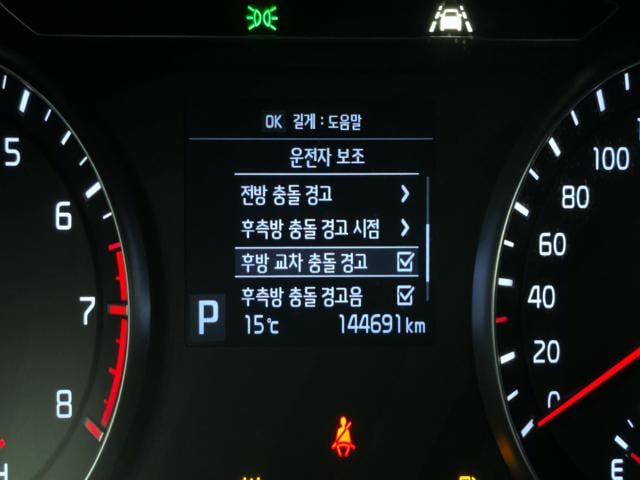 OK 길게 : 도움말
운전자 보조
전방 충돌 경고
후측방 충돌 경고 시점
후방 교차 충돌 경고
후측방 충돌 경고음
P 15℃ 144691 km
5
6
7
8
H
100
80
60
40
20
0
E